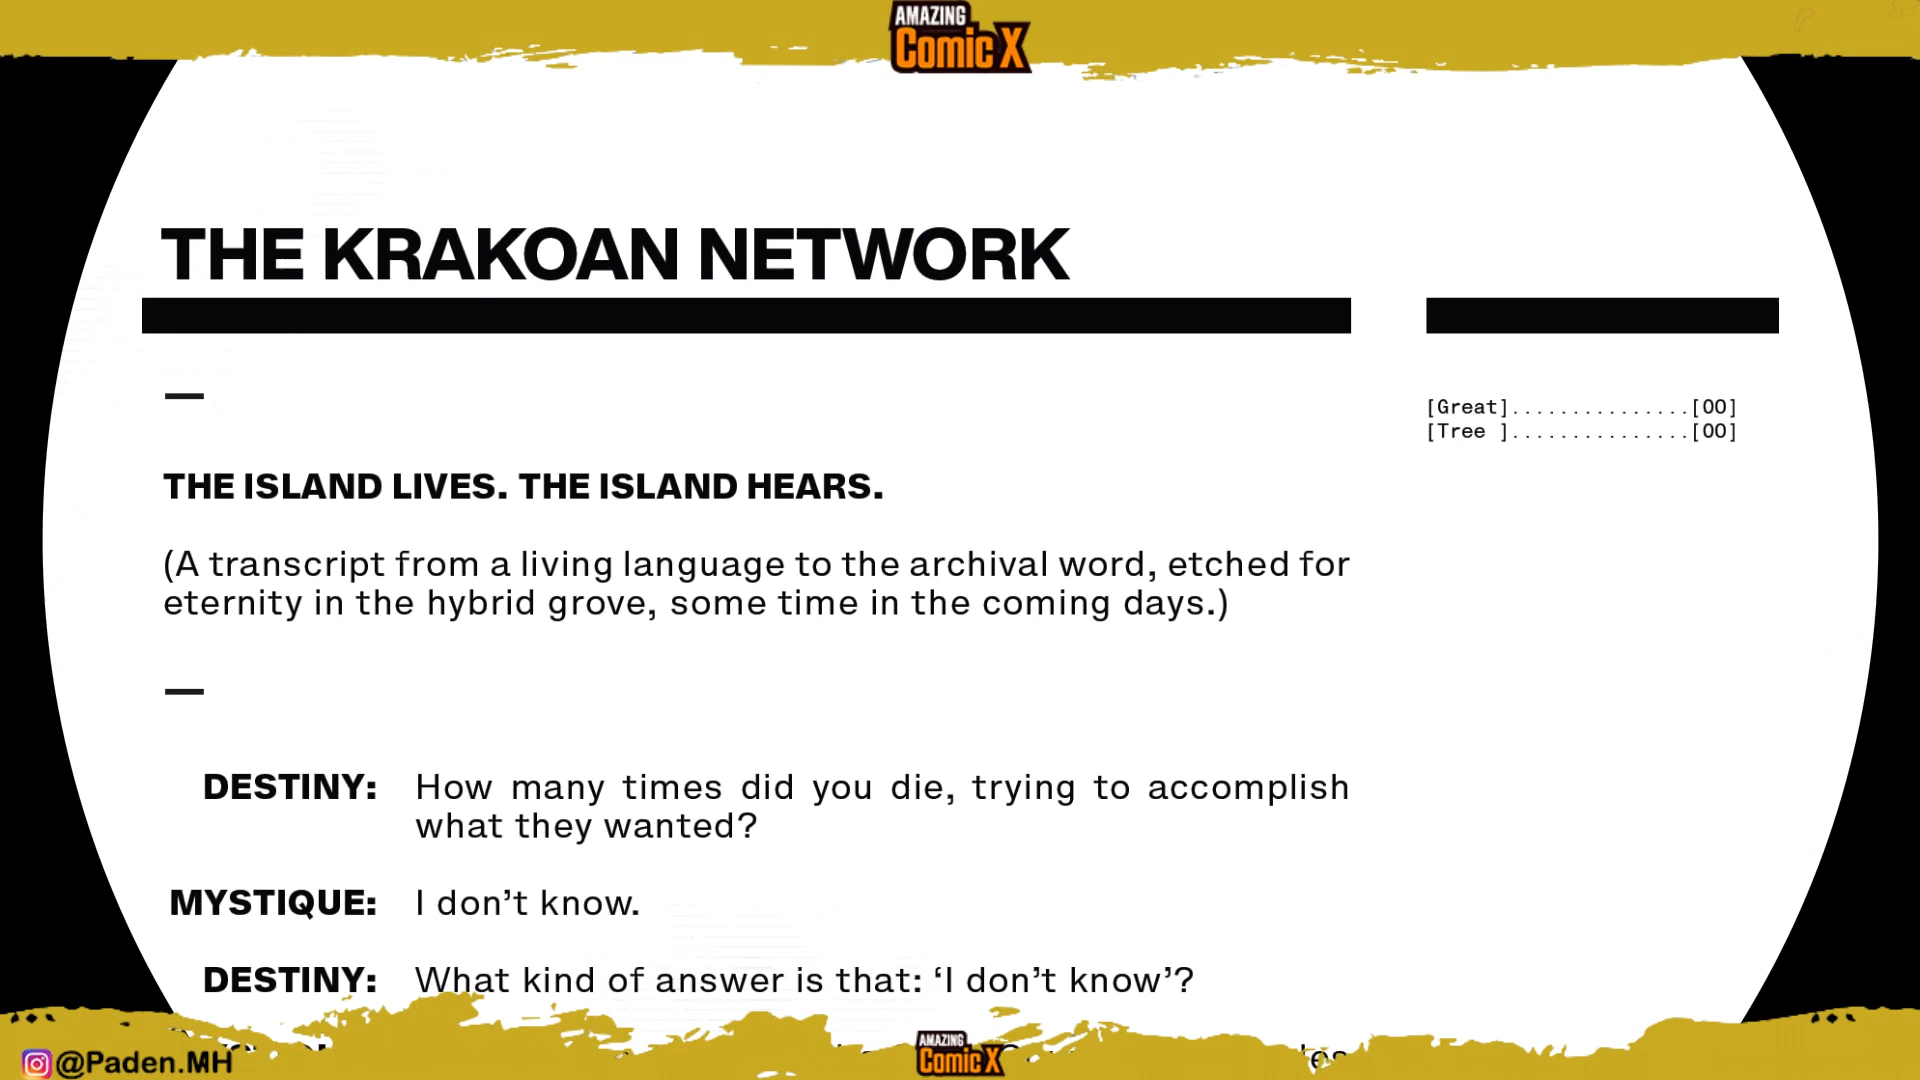 AMAZING
Comic X
THE KRAKOAN NETWORK
—
[Great]...............[00]
[Tree ]...............[00]
THE ISLAND LIVES. THE ISLAND HEARS.
(A transcript from a living language to the archival word, etched for
eternity in the hybrid grove, some time in the coming days.)
—
DESTINY: How many times did you die, trying to accomplish
what they wanted?
MYSTIQUE: I don’t know.
DESTINY: What kind of answer is that: ‘I don’t know’?
AMAZING
Comic X
@Paden.MH